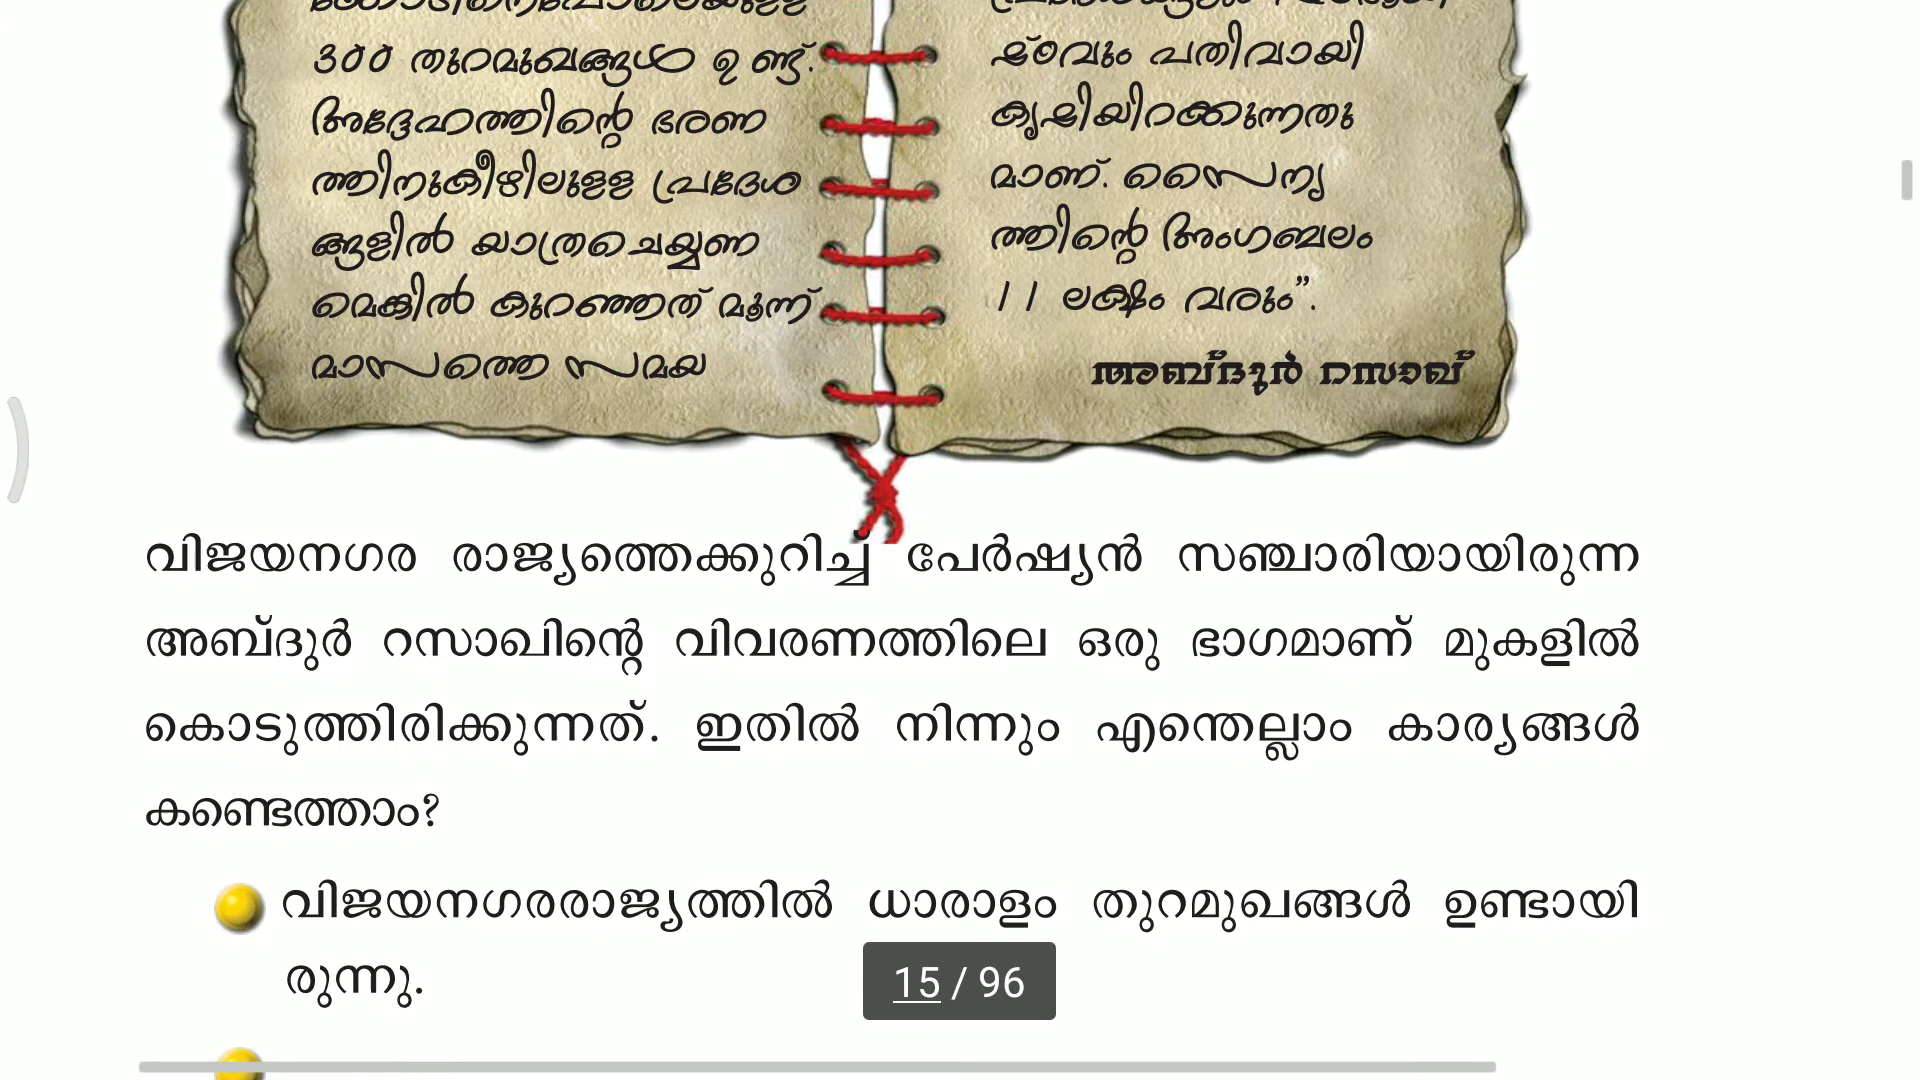 300 തുറമുഖങ്ങൾ ഉണ്ട്.
അദ്ദേഹത്തിന്റെ ഭരണ
ത്തിനുകീഴിലുള്ള പ്രദേശ
ങ്ങളിൽ യാത്രചെയ്യണ
മെങ്കിൽ കുറഞ്ഞത് മൂന്ന്
മാസത്തെ സമയ
ഷ്ഠവും പതിവായി
കൃഷിയിറക്കുന്നതു
മാണ്. സൈന്യ
ത്തിന്റെ അംഗബലം
11 ലക്ഷം വരും”.
അബ്ദുർ റസാഖ്
വിജയനഗര രാജ്യത്തെക്കുറിച്ച് പേർഷ്യൻ സഞ്ചാരിയായിരുന്ന
അബ്ദുർ റസാഖിന്റെ വിവരണത്തിലെ ഒരു ഭാഗമാണ് മുകളിൽ
കൊടുത്തിരിക്കുന്നത്. ഇതിൽ നിന്നും എന്തെല്ലാം കാര്യങ്ങൾ
കണ്ടെത്താം?
വിജയനഗരരാജ്യത്തിൽ ധാരാളം തുറമുഖങ്ങൾ ഉണ്ടായി
രുന്നു.
15 / 96